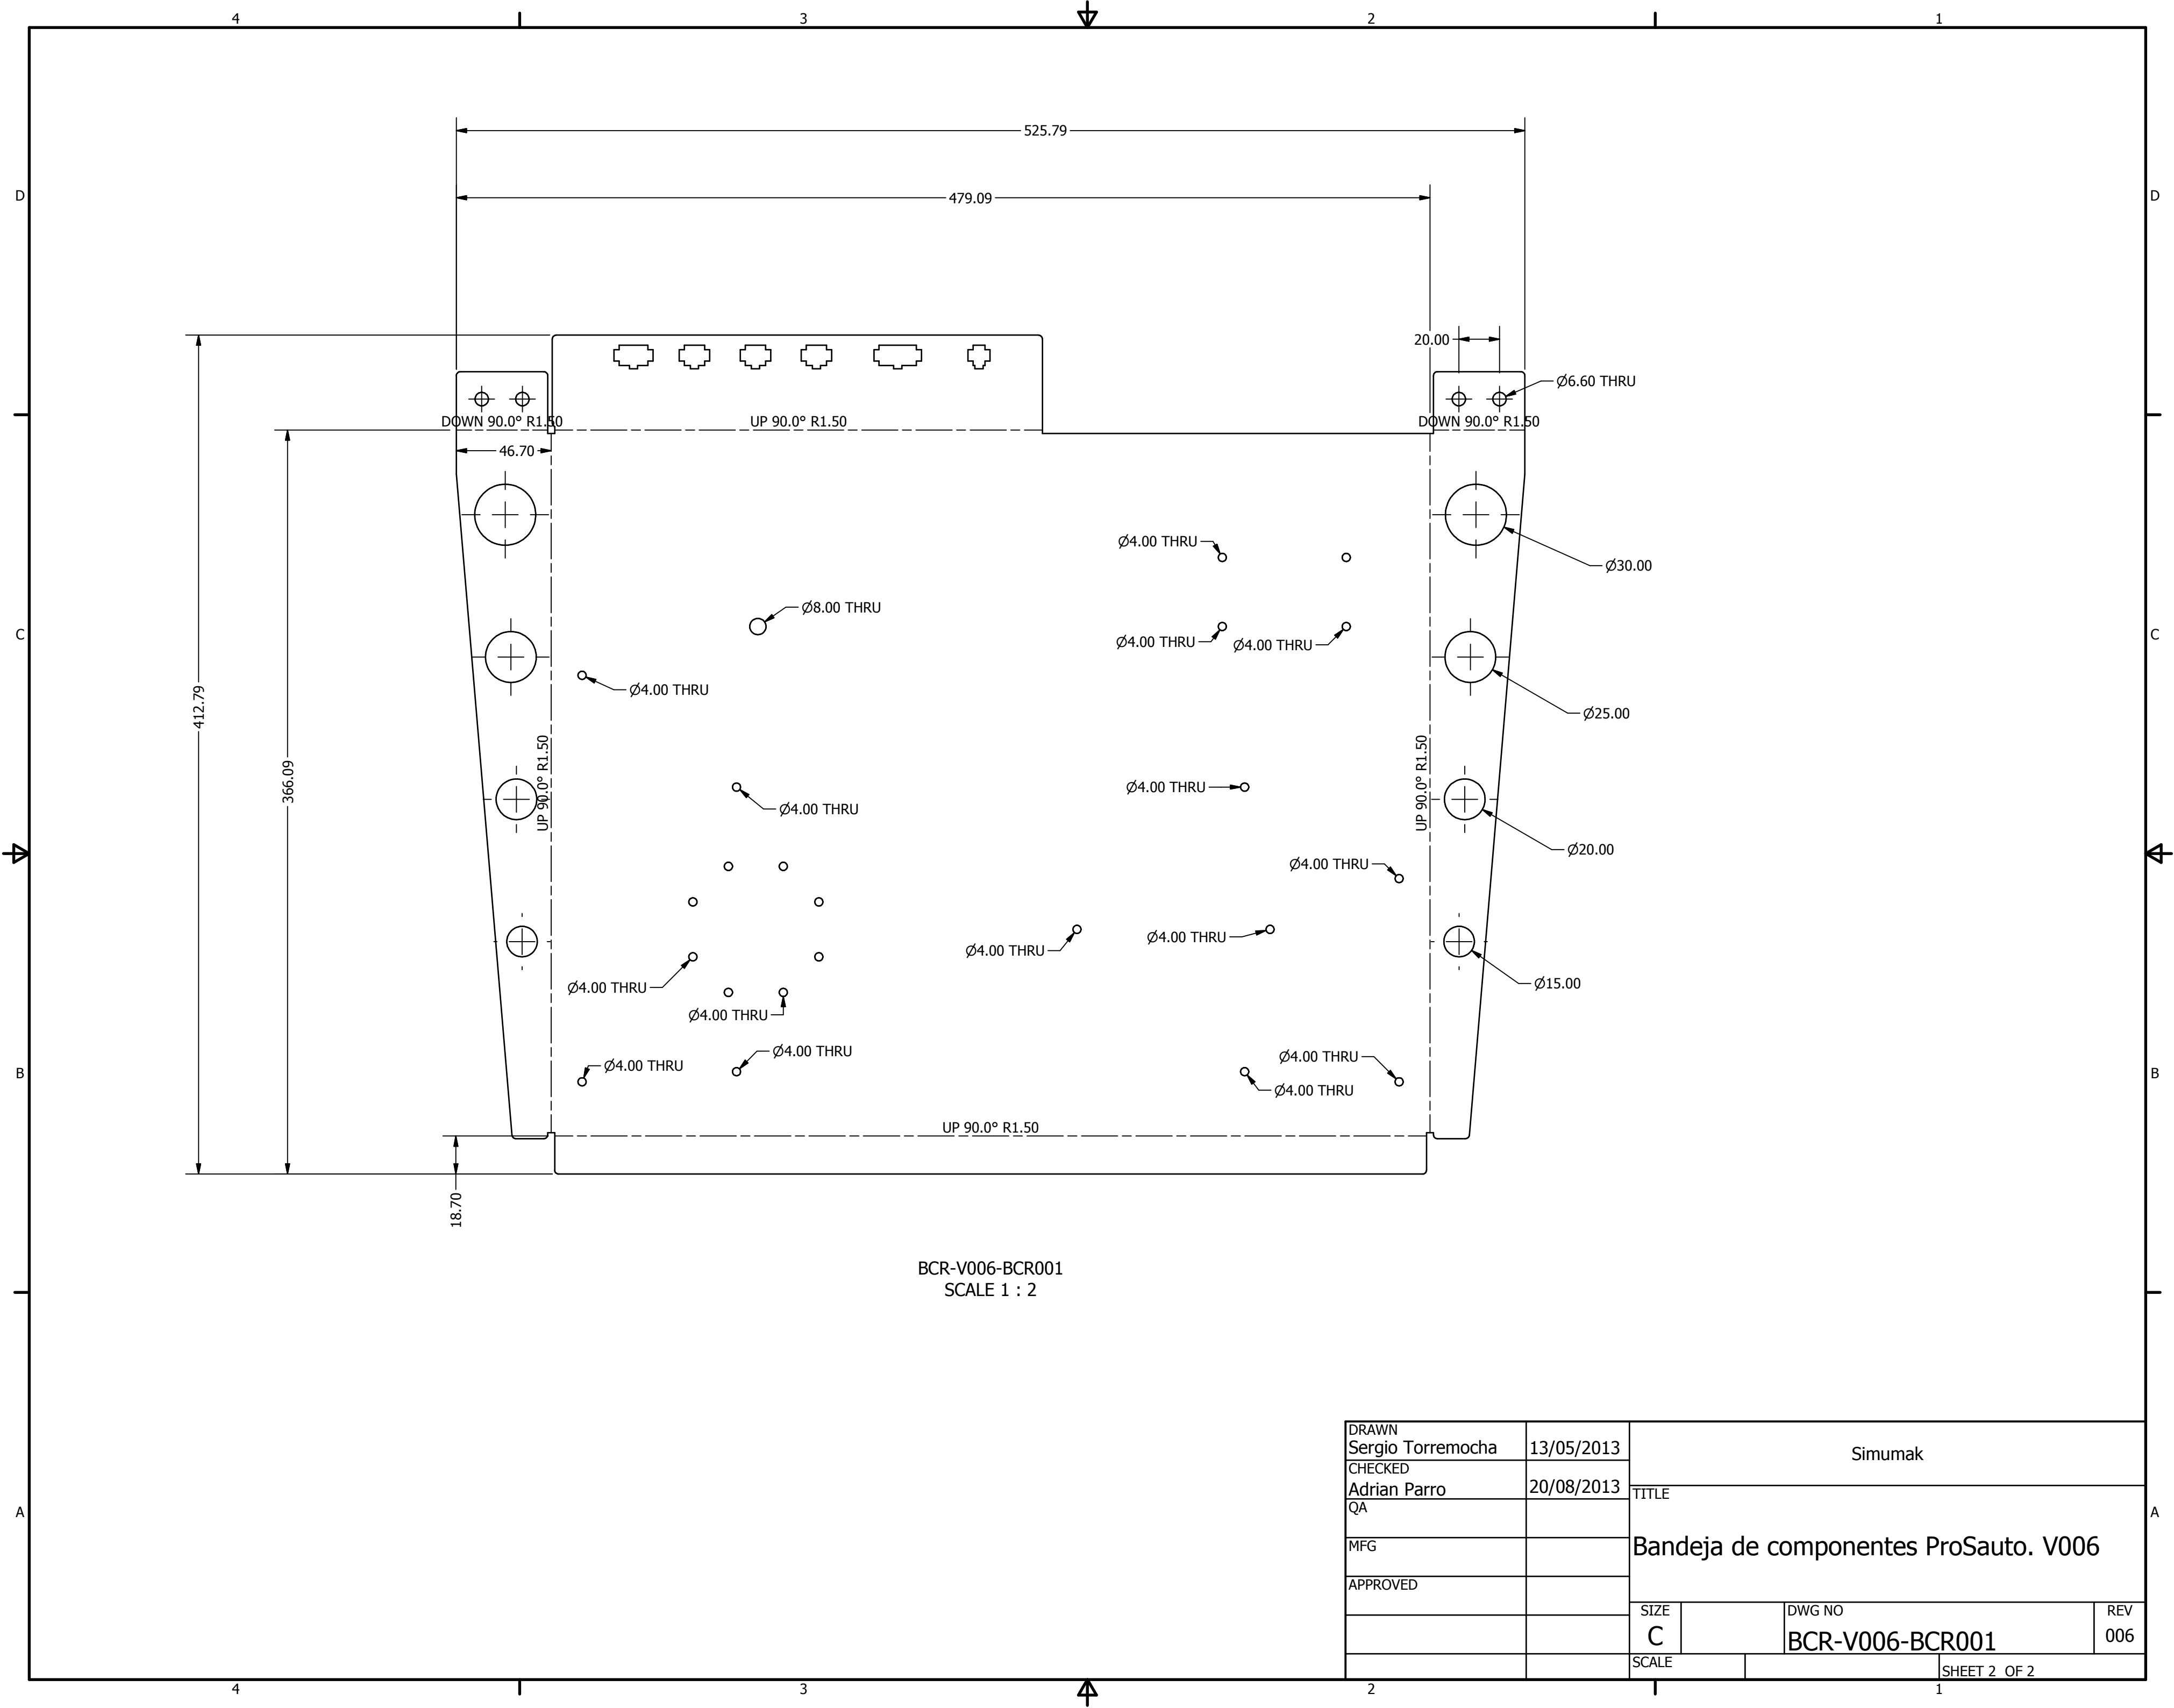 4 3 2 1
525.79
D D
479.09
20.00
Ø6.60 THRU
DOWN 90.0° R1.50 UP 90.0° R1.50 DOWN 90.0° R1.50
46.70
Ø4.00 THRU
Ø30.00
Ø8.00 THRU
C C
Ø4.00 THRU Ø4.00 THRU
Ø4.00 THRU
412.79
Ø25.00
366.09
UP 90.0° R1.50
UP 90.0° R1.50
Ø4.00 THRU
Ø4.00 THRU
Ø20.00
Ø4.00 THRU
Ø4.00 THRU
Ø4.00 THRU
Ø4.00 THRU
Ø15.00
Ø4.00 THRU
Ø4.00 THRU
Ø4.00 THRU
Ø4.00 THRU
Ø4.00 THRU
B B
Ø4.00 THRU
UP 90.0° R1.50
18.70
BCR-V006-BCR001
SCALE 1 : 2
DRAWN
Sergio Torremocha 13/05/2013
Simumak
CHECKED
Adrian Parro 20/08/2013
TITLE
QA
A A
MFG
Bandeja de componentes ProSauto. V006
APPROVED
SIZE
C
DWG NO
BCR-V006-BCR001
REV
006
SCALE
SHEET 2 OF 2
4 3 2 1